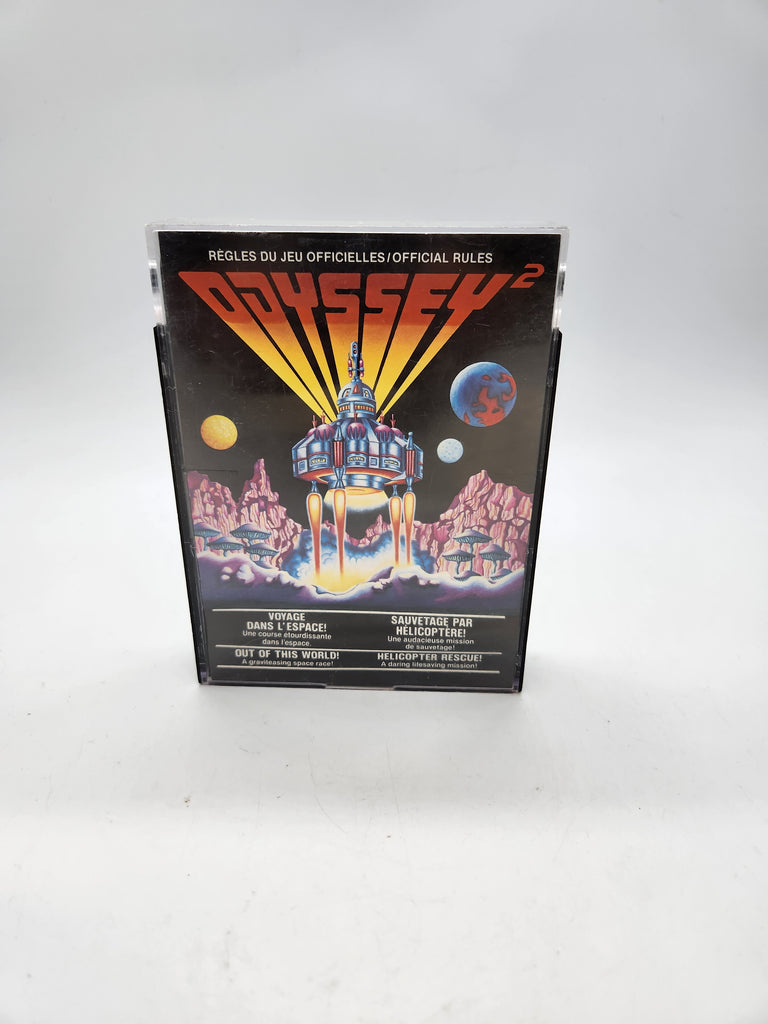 RÈGLES DU JEU OFFICIELLES/OFFICIAL RULES
ODYSSEY²
VOYAGE
DANS L'ESPACE!
Une course étourdissante
dans l'espace.
OUT OF THIS WORLD!
A graviteasing space race!
SAUVETAGE PAR
HÉLICOPTÈRE!
Une audacieuse mission
de sauvetage!
HELICOPTER RESCUE!
A daring lifesaving mission!